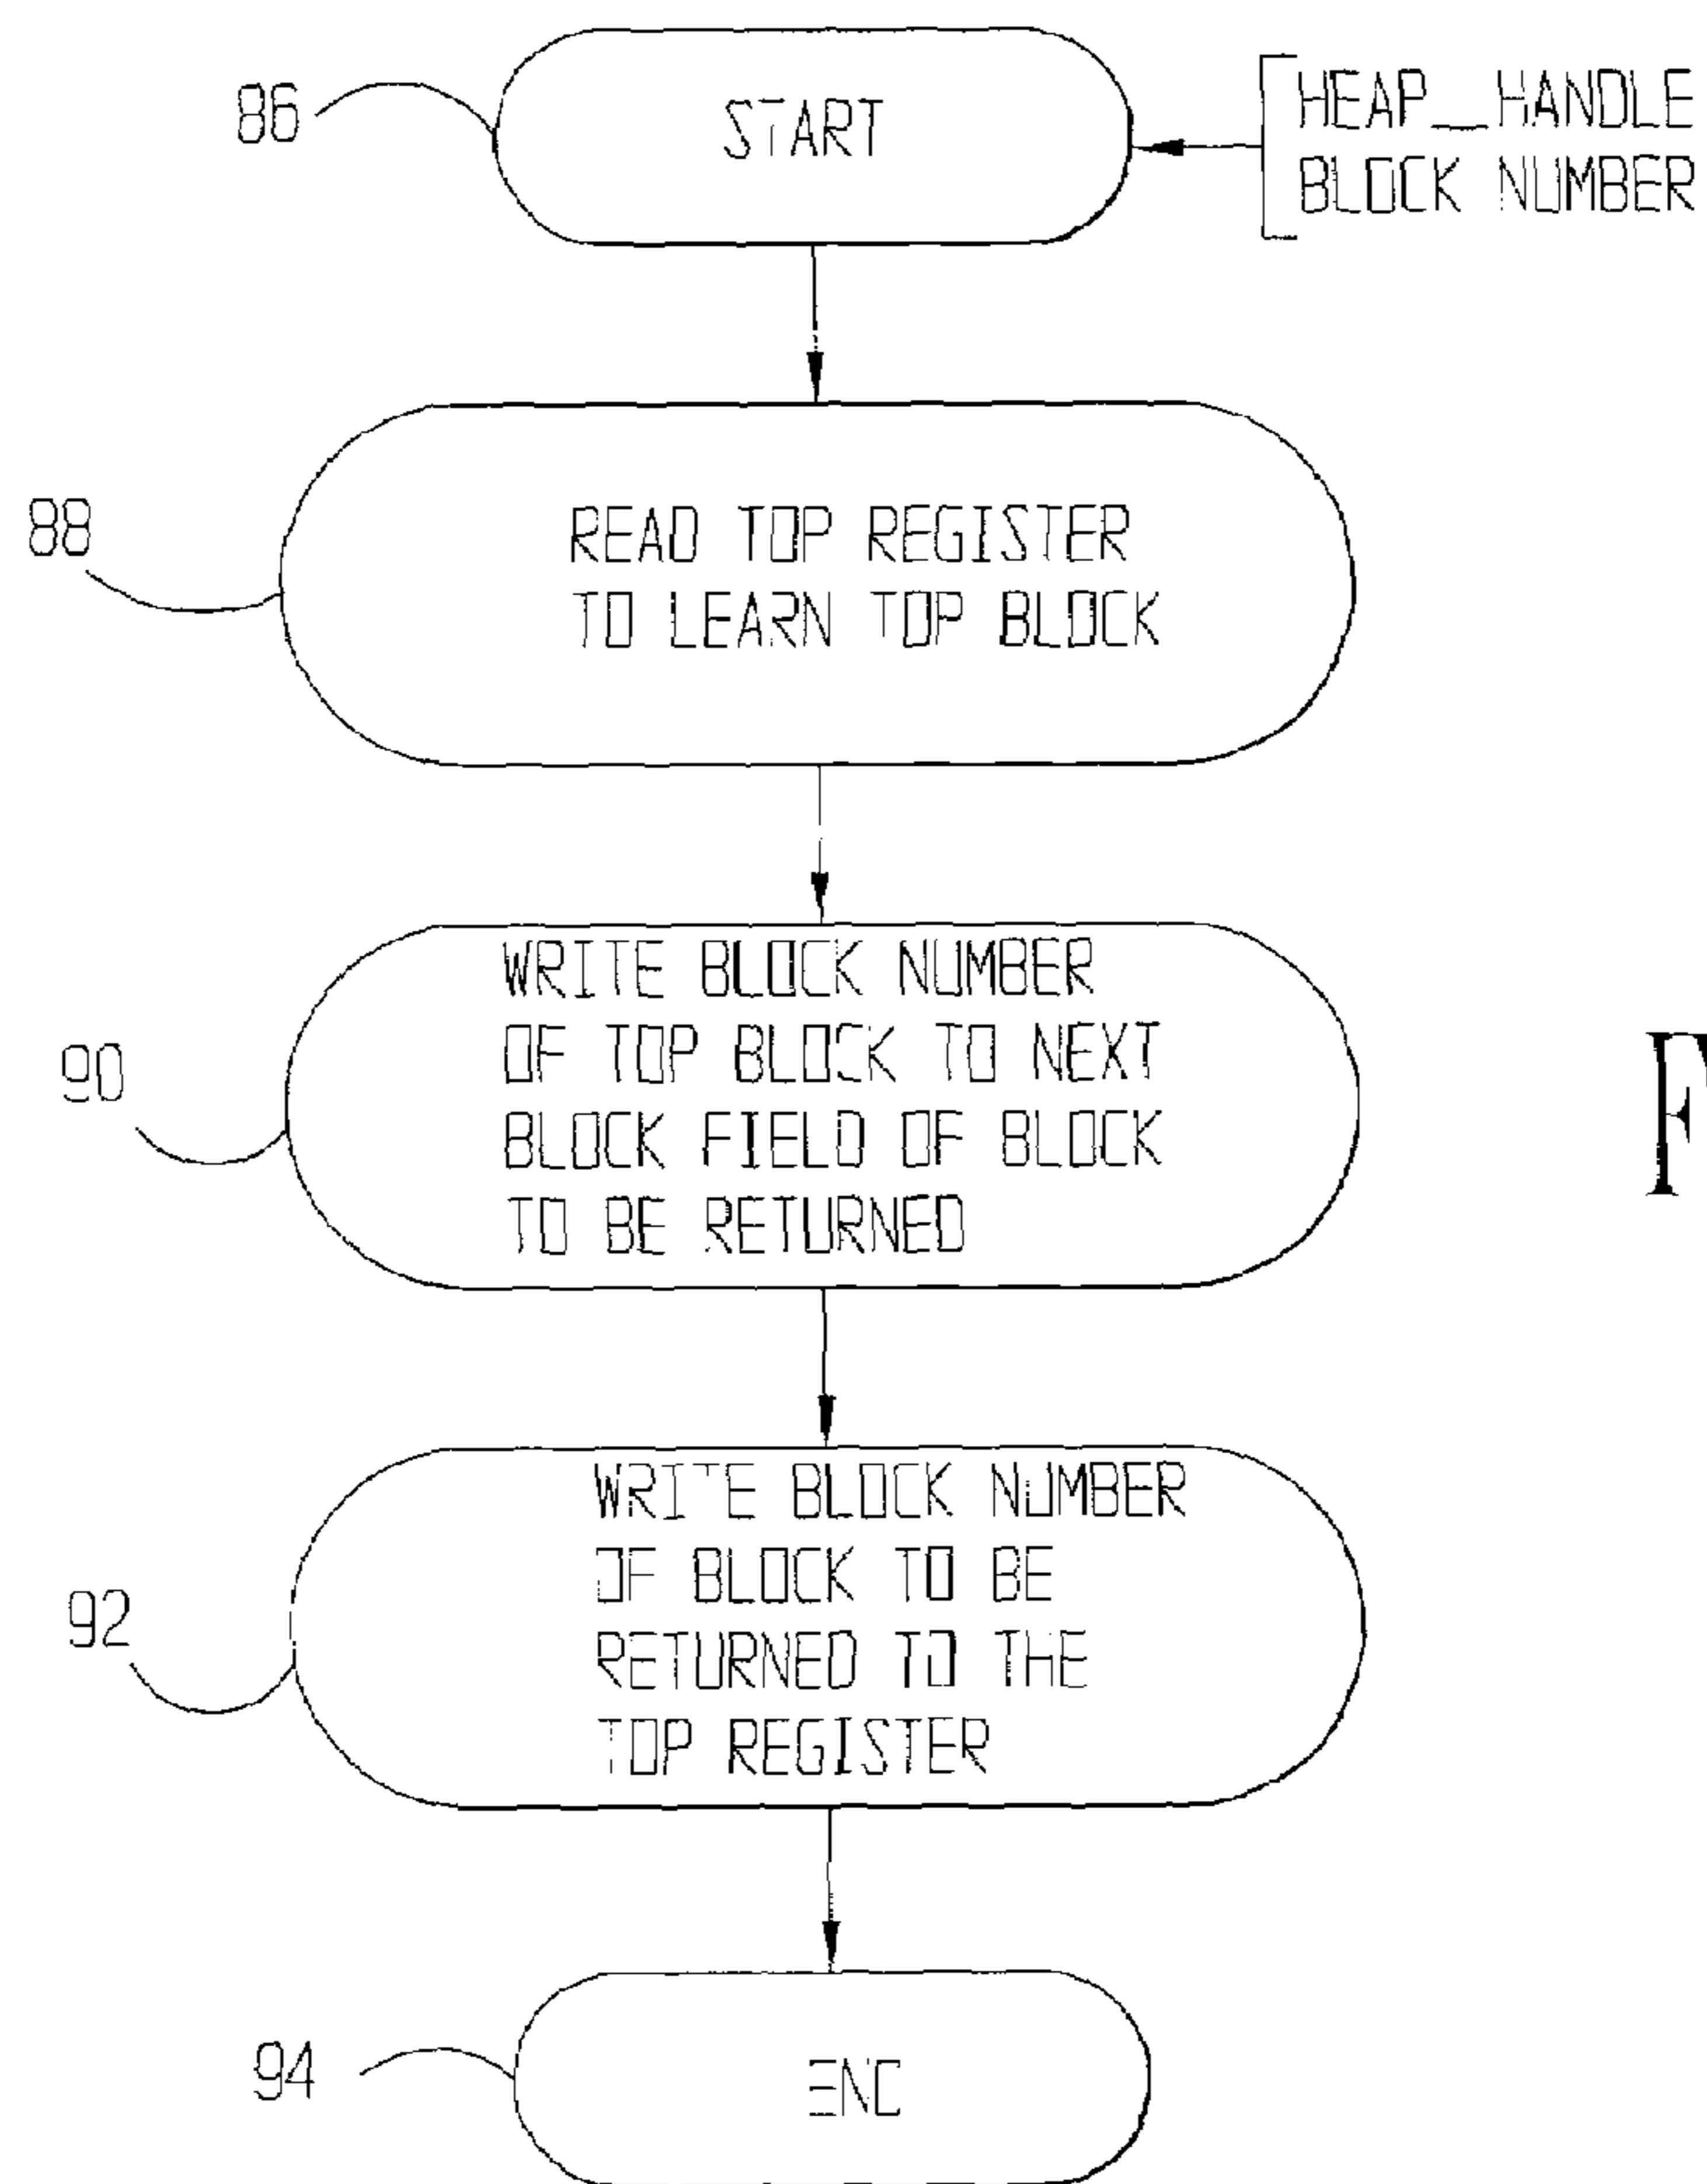 86
START
HEAP__HANDLE
BLOCK NUMBER
88
READ TOP REGISTER
TO LEARN TOP BLOCK
90
WRITE BLOCK NUMBER
OF TOP BLOCK TO NEXT
BLOCK FIELD OF BLOCK
TO BE RETURNED
F
92
WRITE BLOCK NUMBER
OF BLOCK TO BE
RETURNED TO THE
TOP REGISTER
94
END